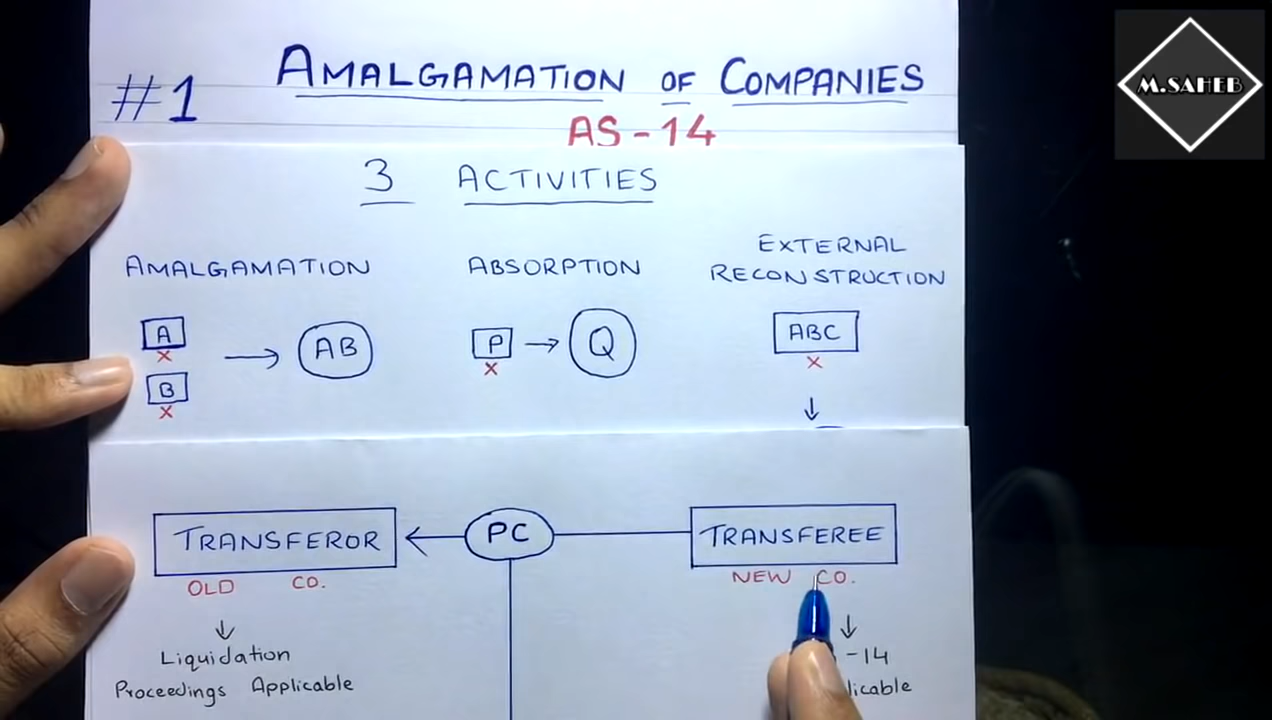 #1 AMALGAMATION OF COMPANIES
AS-14
M.SAHEB
3 ACTIVITIES
AMALGAMATION
A
X
B
X
AB
ABSORPTION
P
X
Q
EXTERNAL
RECONSTRUCTION
ABC
X
TRANSFEROR
OLD CO.
Liquidation
Proceedings Applicable
PC
TRANSFEREE
NEW CO.
-14